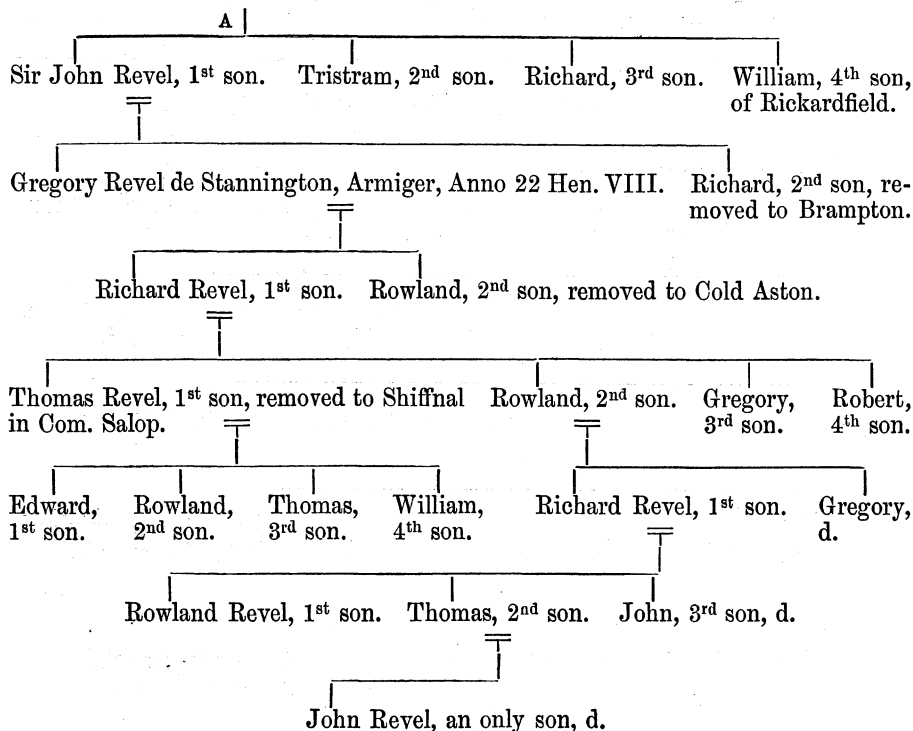 A
Sir John Revel, 1st son. Tristram, 2nd son. Richard, 3rd son. William, 4th son,
of Rickardfield.
Gregory Revel de Stannington, Armiger, Anno 22 Hen. VIII. Richard, 2nd son, re-
moved to Brampton.
Richard Revel, 1st son. Rowland, 2nd son, removed to Cold Aston.
Thomas Revel, 1st son, removed to Shiffnal
in Com. Salop.
Rowland, 2nd son.
Gregory,
3rd son.
Robert,
4th son.
Edward,
1st son.
Rowland,
2nd son.
Thomas,
3rd son.
William,
4th son.
Richard Revel, 1st son.
Gregory,
d.
Rowland Revel, 1st son. Thomas, 2nd son. John, 3rd son, d.
John Revel, an only son, d.